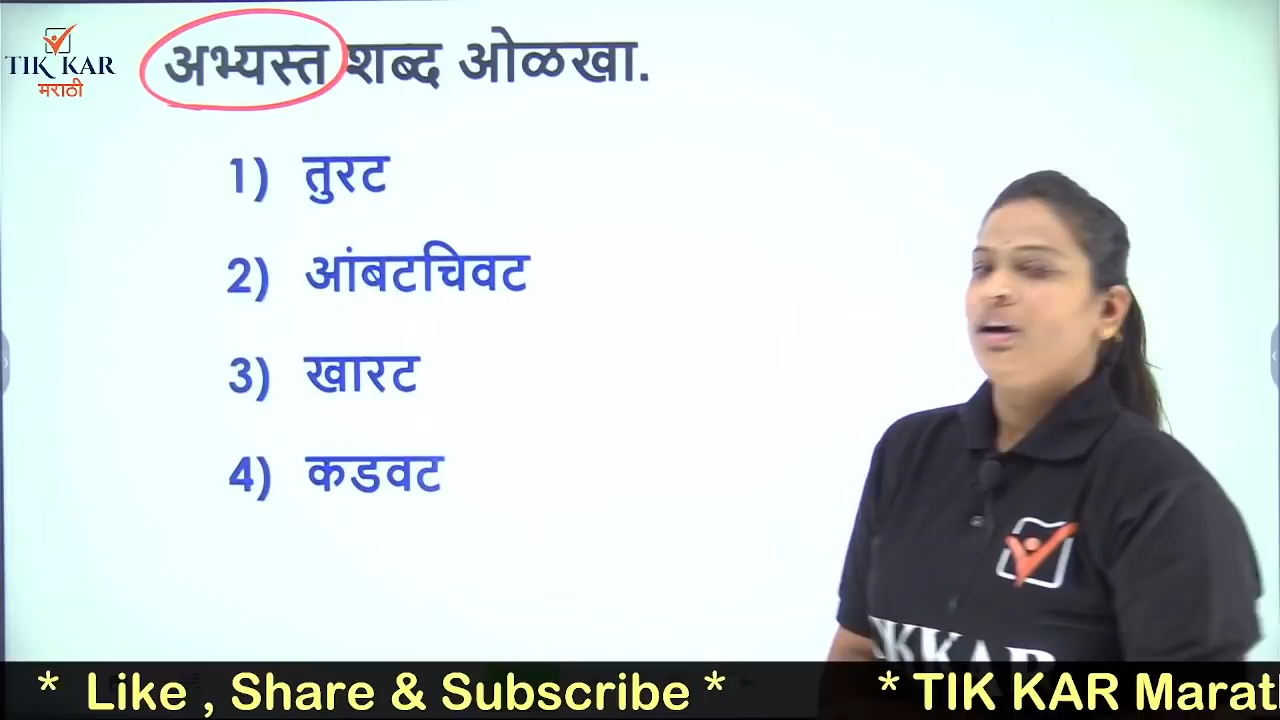 TIK KAR
मराठी
अभ्यस्त शब्द ओळखा.
1) तुरट
2) आंबटचिवट
3) खारट
4) कडवट
TIKKAR
* Like , Share & Subscribe * * TIK KAR Marat